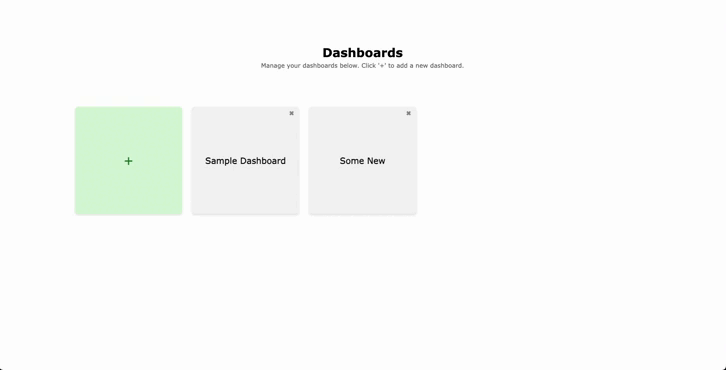 Dashboards
Manage your dashboards below. Click '+' to add a new dashboard.
+
Sample Dashboard
✖
Some New
✖